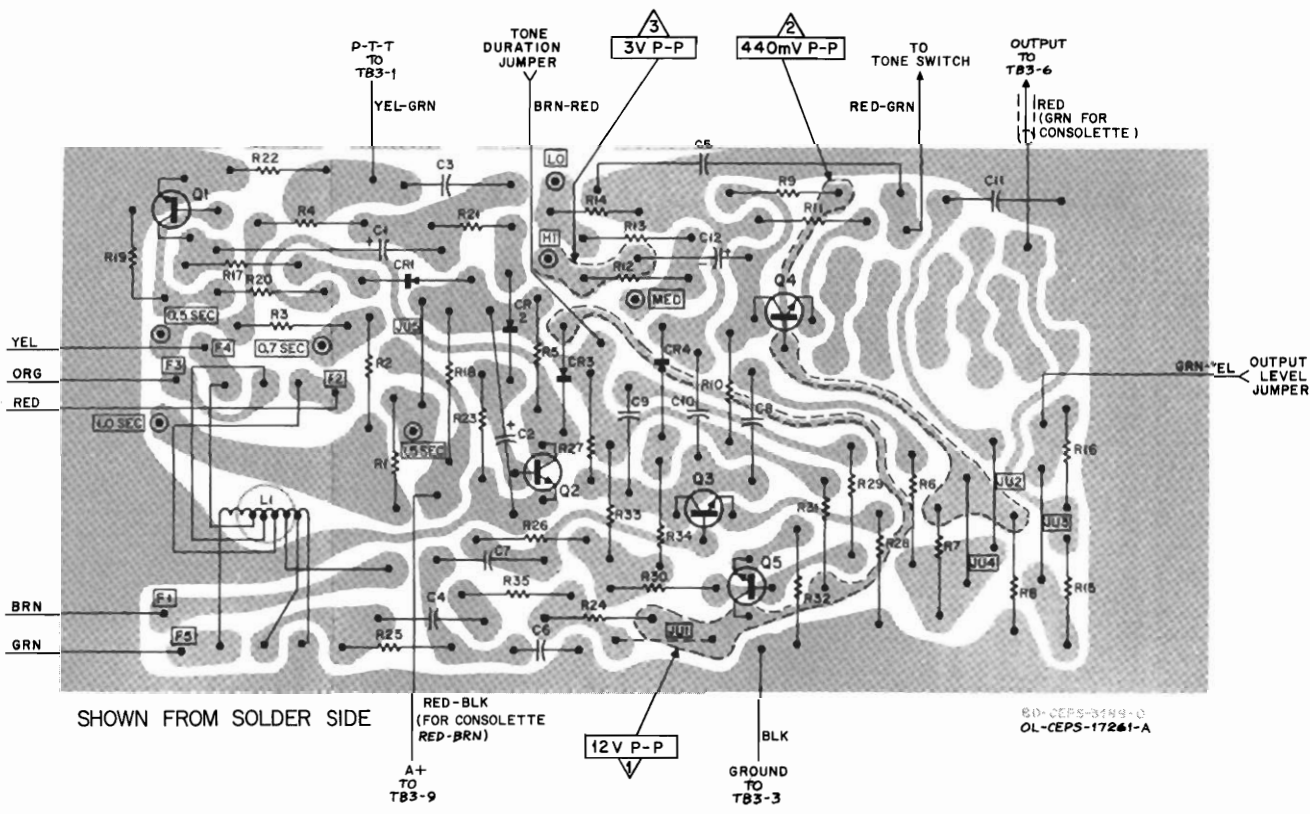 P-T-T
TO
TB3-1
YEL-GRN
TONE
DURATION
JUMPER
BRN-RED
3
3V P-P
2
440mV P-P
TO
TONE SWITCH
RED-GRN
OUTPUT
TO
TB3-6
RED
(GRN FOR
CONSOLETTE)
R22
C3
LO
C5
R9
C11
Q1
R4
R21
R14
R11
R19
C1
+
HI
R13
C12
+
R17
CR1
R12
Q4
R20
CR
2
MED
0.5 SEC
R3
JU5
YEL
F4
0.7 SEC
R5
CR4
F3
R2
CR3
ORG
F2
R18
R10
GRN-YEL
OUTPUT
LEVEL
JUMPER
RED
C9
C10
C8
1.0 SEC
R23
C2
+
1.5 SEC
R1
R27
R16
Q2
Q3
R29
R6
JU2
L1
R33
R31
JU3
R26
R34
R28
R7
C7
JU4
R35
R30
Q5
R32
R8
R15
BRN
F1
C4
R24
JU1
GRN
F5
R25
C6
SHOWN FROM SOLDER SIDE
RED-BLK
(FOR CONSOLETTE
RED-BRN)
A+
TO
TB3-9
12V P-P
1
BLK
GROUND
TO
TB3-3
OL-CEPS-17261-A